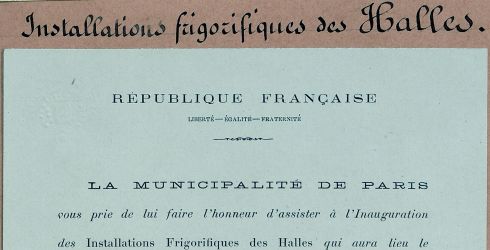 Installations frigorifiques des Halles.
RÉPUBLIQUE FRANÇAISE
LIBERTÉ — ÉGALITÉ — FRATERNITÉ
LA MUNICIPALITÉ DE PARIS
vous prie de lui faire l'honneur d'assister à l'Inauguration
des Installations Frigorifiques des Halles qui aura lieu le